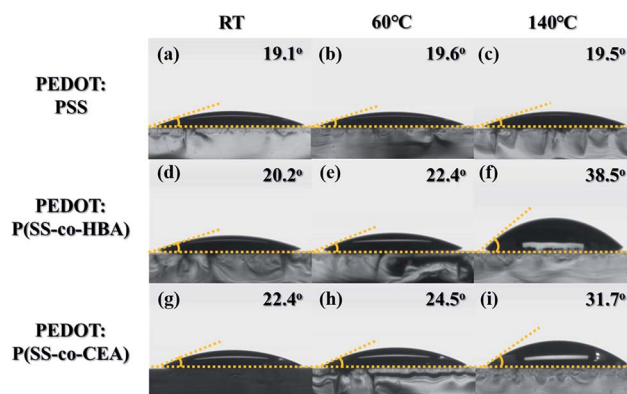 RT 60℃ 140℃
PEDOT:
PSS
(a) 19.1°
(b) 19.6°
(c) 19.5°
PEDOT:
P(SS-co-HBA)
(d) 20.2°
(e) 22.4°
(f) 38.5°
PEDOT:
P(SS-co-CEA)
(g) 22.4°
(h) 24.5°
(i) 31.7°